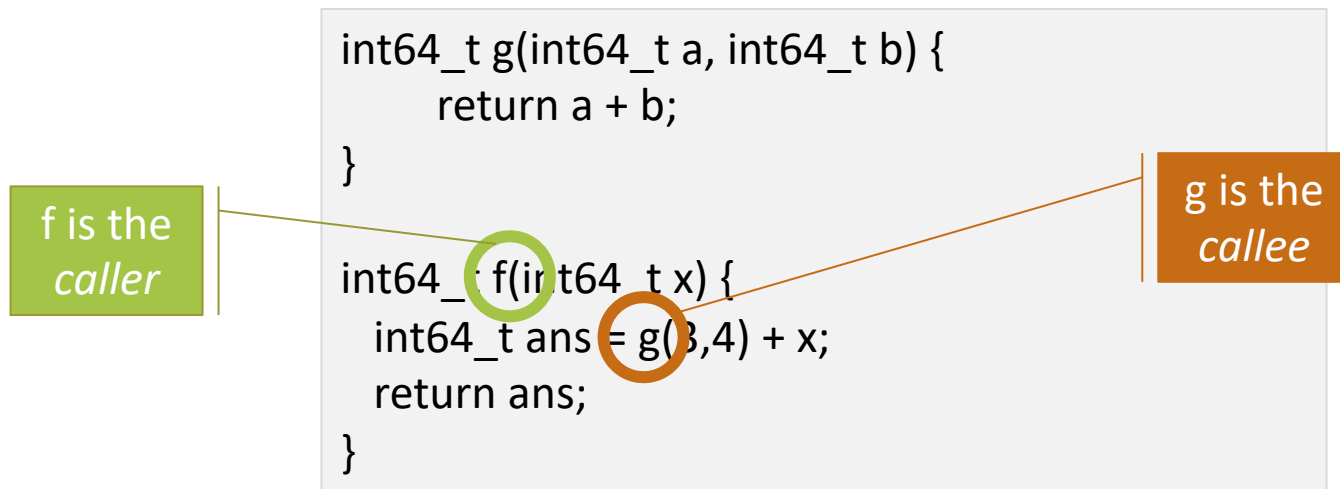 int64_t g(int64_t a, int64_t b) {
return a + b;
}
f is the
caller
g is the
callee
int64_t f(int64_t x) {
int64_t ans = g(3,4) + x;
return ans;
}